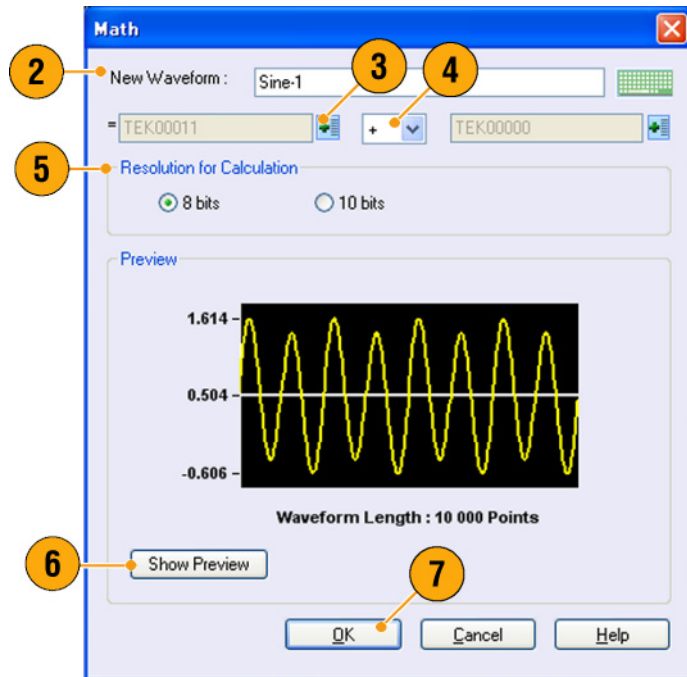 Math
2 New Waveform : Sine-1
3 4
= TEK00011 + TEK00000
5 Resolution for Calculation
8 bits 10 bits
Preview
1.614
0.504
-0.606
Waveform Length : 10 000 Points
6 Show Preview
7
OK Cancel Help